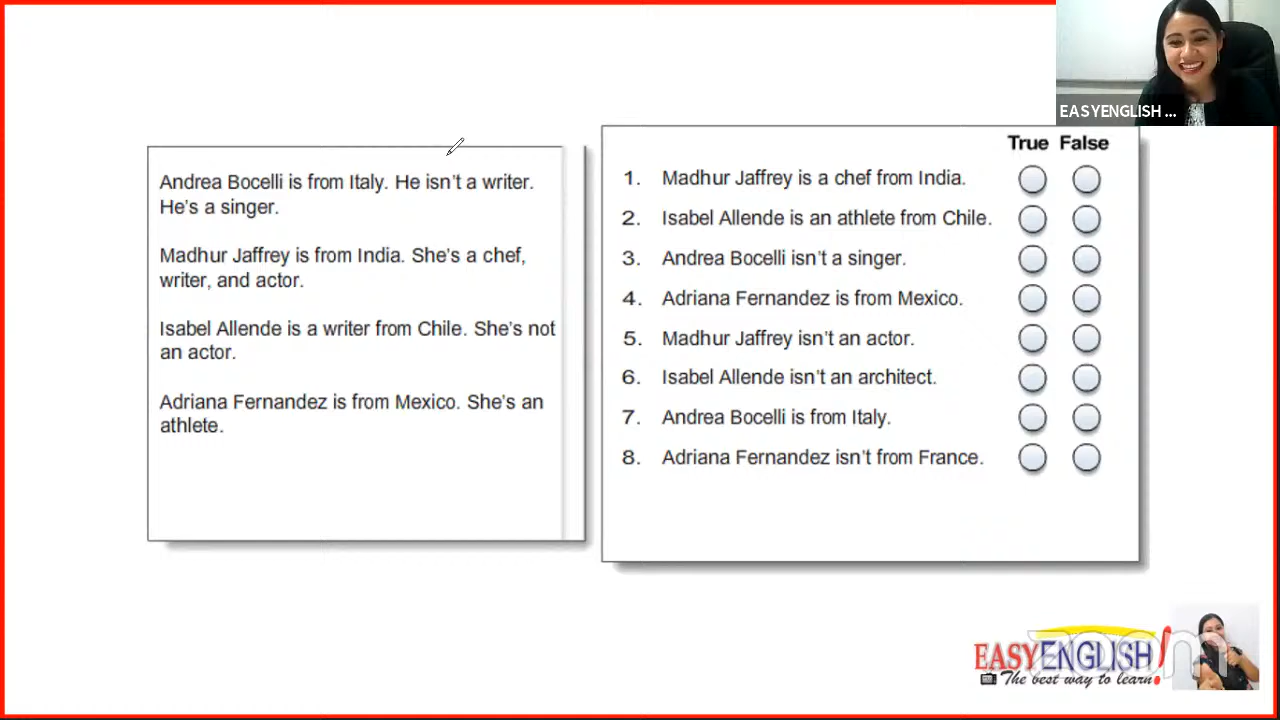 EASYENGLISH ...
Andrea Bocelli is from Italy. He isn't a writer.
He's a singer.
Madhur Jaffrey is from India. She's a chef,
writer, and actor.
Isabel Allende is a writer from Chile. She's not
an actor.
Adriana Fernandez is from Mexico. She's an
athlete.
True False
1. Madhur Jaffrey is a chef from India.
2. Isabel Allende is an athlete from Chile.
3. Andrea Bocelli isn't a singer.
4. Adriana Fernandez is from Mexico.
5. Madhur Jaffrey isn't an actor.
6. Isabel Allende isn't an architect.
7. Andrea Bocelli is from Italy.
8. Adriana Fernandez isn't from France.
EASYENGLISH!
The best way to learn!
zoom